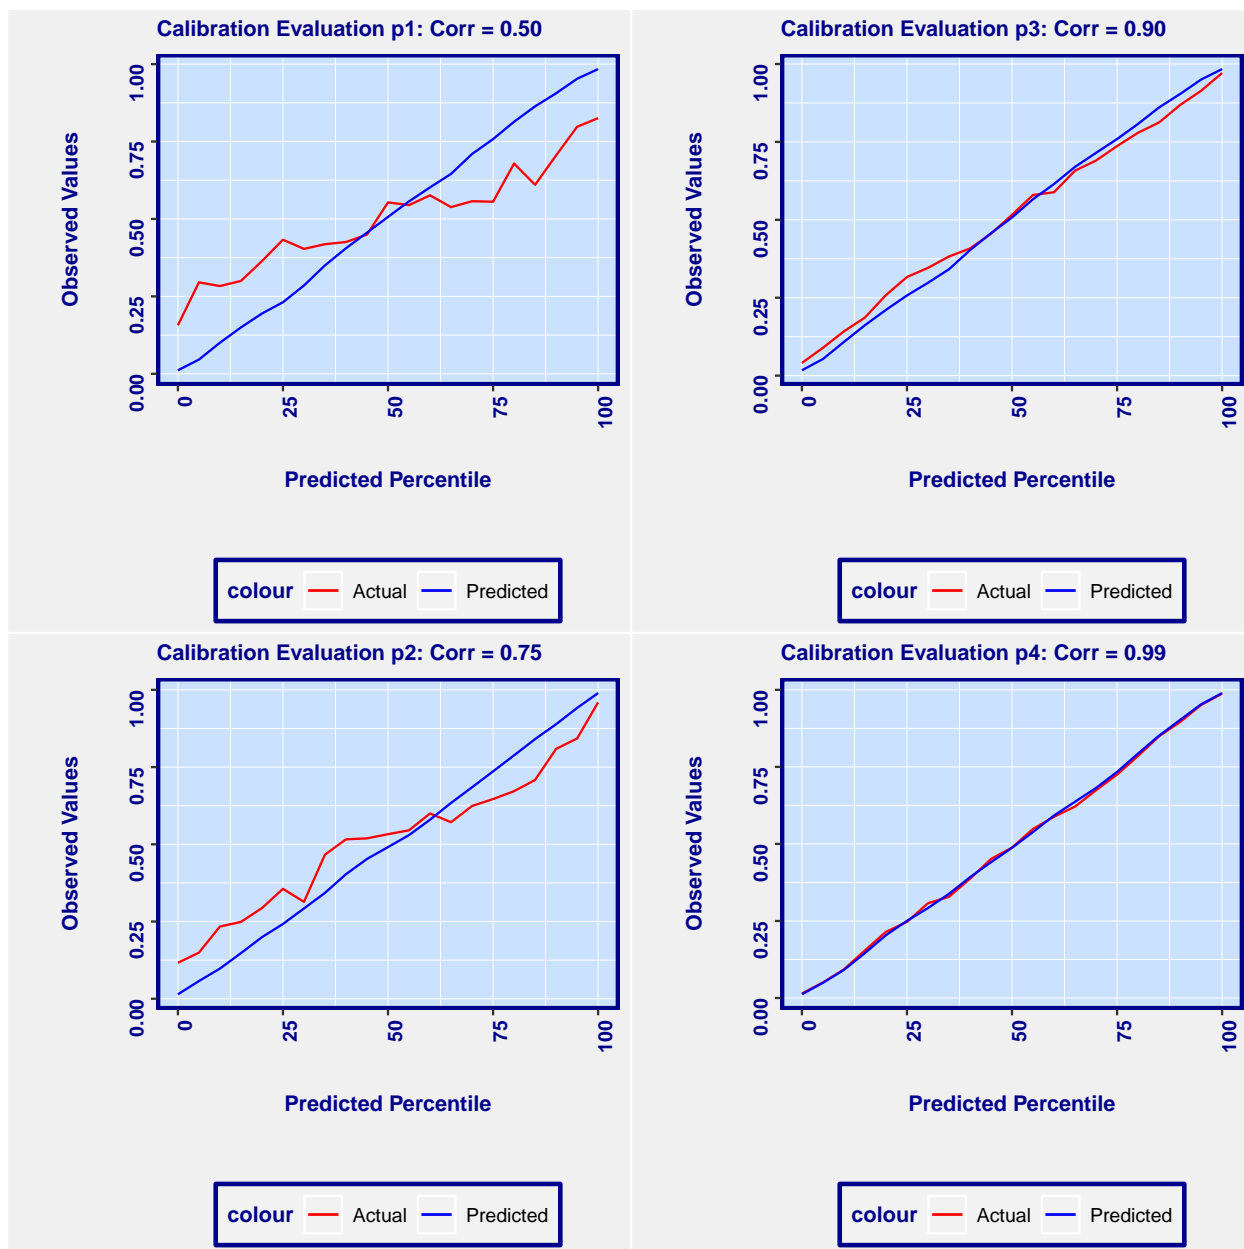 Calibration Evaluation p1: Corr = 0.50
Observed Values
1.00
0.75
0.50
0.25
0.00
0
25
50
75
100
Predicted Percentile
colour Actual Predicted
Calibration Evaluation p3: Corr = 0.90
Observed Values
1.00
0.75
0.50
0.25
0.00
0
25
50
75
100
Predicted Percentile
colour Actual Predicted
Calibration Evaluation p2: Corr = 0.75
Observed Values
1.00
0.75
0.50
0.25
0.00
0
25
50
75
100
Predicted Percentile
colour Actual Predicted
Calibration Evaluation p4: Corr = 0.99
Observed Values
1.00
0.75
0.50
0.25
0.00
0
25
50
75
100
Predicted Percentile
colour Actual Predicted